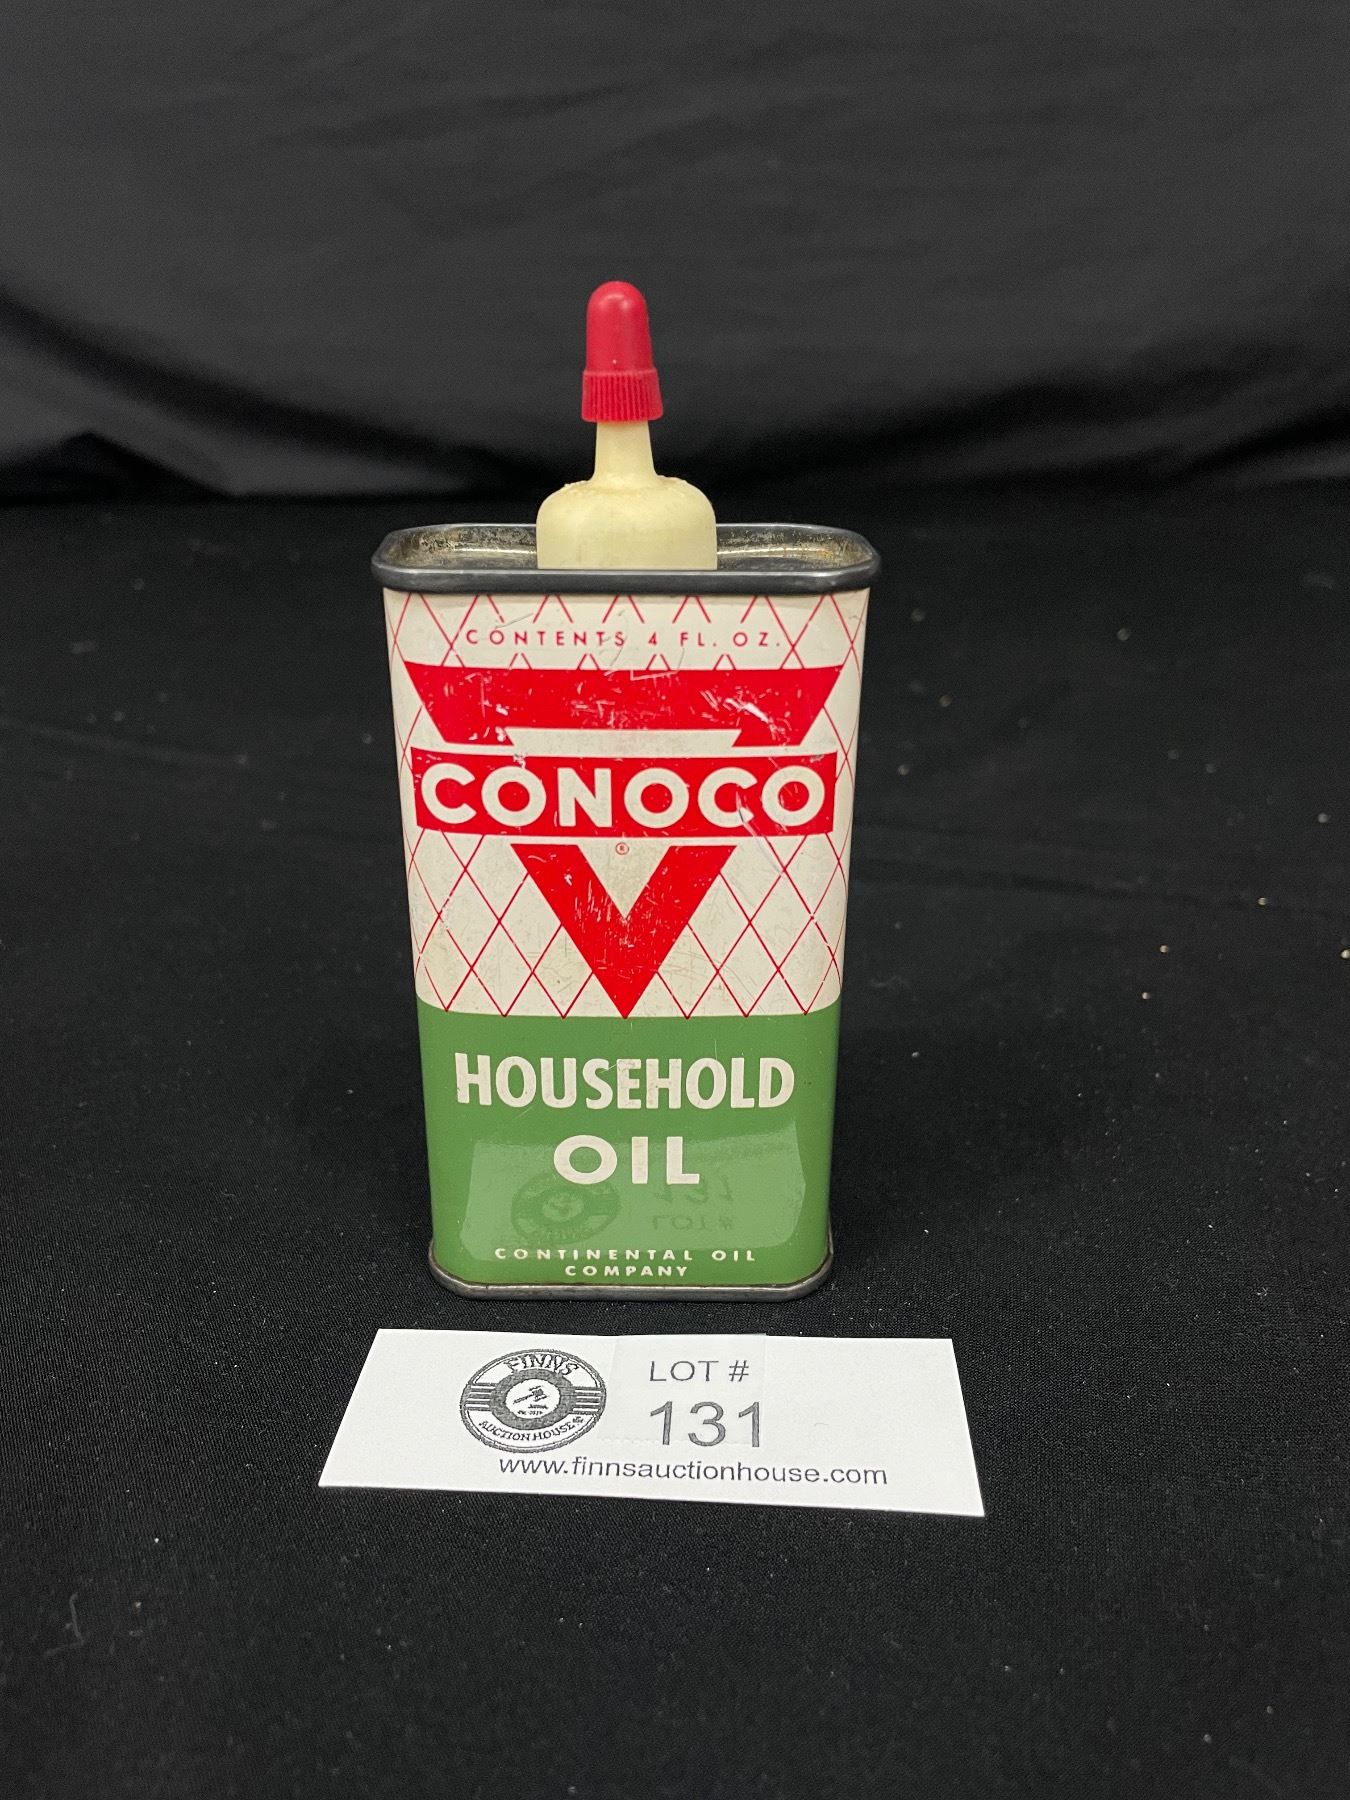 CONTENTS 4 FL. OZ.
CONOCO
®
HOUSEHOLD
OIL
CONTINENTAL OIL
COMPANY
FINNS
AUCTION HOUSE
LOT #
131
www.finnsauctionhouse.com